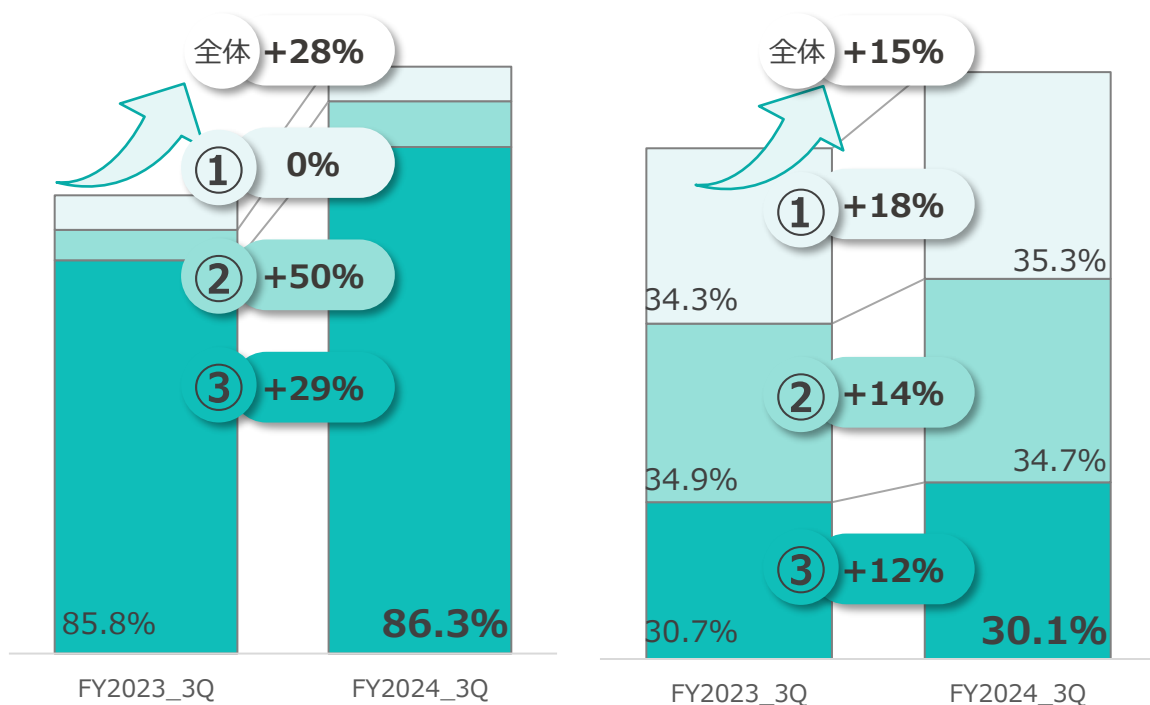 全体 +28%
① 0%
② +50%
③ +29%
85.8%
86.3%
FY2023_3Q
FY2024_3Q
全体 +15%
① +18%
35.3%
34.3%
② +14%
34.7%
34.9%
③ +12%
30.7%
30.1%
FY2023_3Q
FY2024_3Q